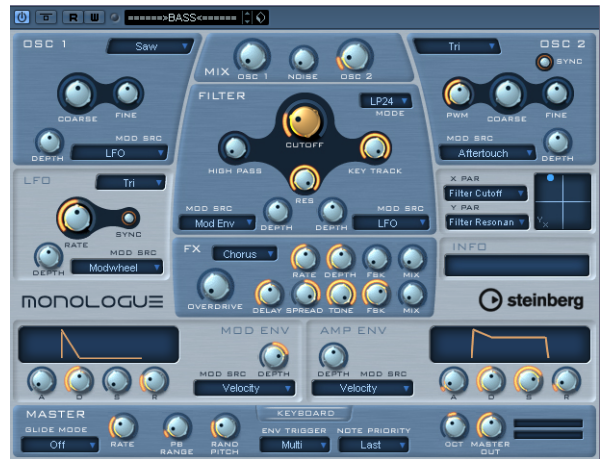 R W ======>BASS<======
OSC 1 Saw
COARSE FINE
DEPTH MOD SRC
LFO
MIX OSC 1 NOISE OSC 2
Tri OSC 2
SYNC
PWM COARSE FINE
MOD SRC DEPTH
Aftertouch
FILTER
LP24
MODE
CUTOFF
HIGH PASS KEY TRACK
RES
MOD SRC MOD SRC
Mod Env DEPTH DEPTH LFO
LFO Tri
RATE SYNC
MOD SRC
DEPTH Modwheel
X PAR
Filter Cutoff
Y PAR
Filter Resonan
Y X
INFO
FX Chorus
RATE DEPTH FBK MIX
OVERDRIVE
DELAY SPREAD TONE FBK MIX
MONOLOGUE
steinberg
MOD ENV
MOD SRC DEPTH
A D S R Velocity
AMP ENV
DEPTH MOD SRC
Velocity A D S R
MASTER KEYBOARD
GLIDE MODE ENV TRIGGER NOTE PRIORITY
Off RATE PB RANGE RAND PITCH Multi Last OCT MASTER OUT